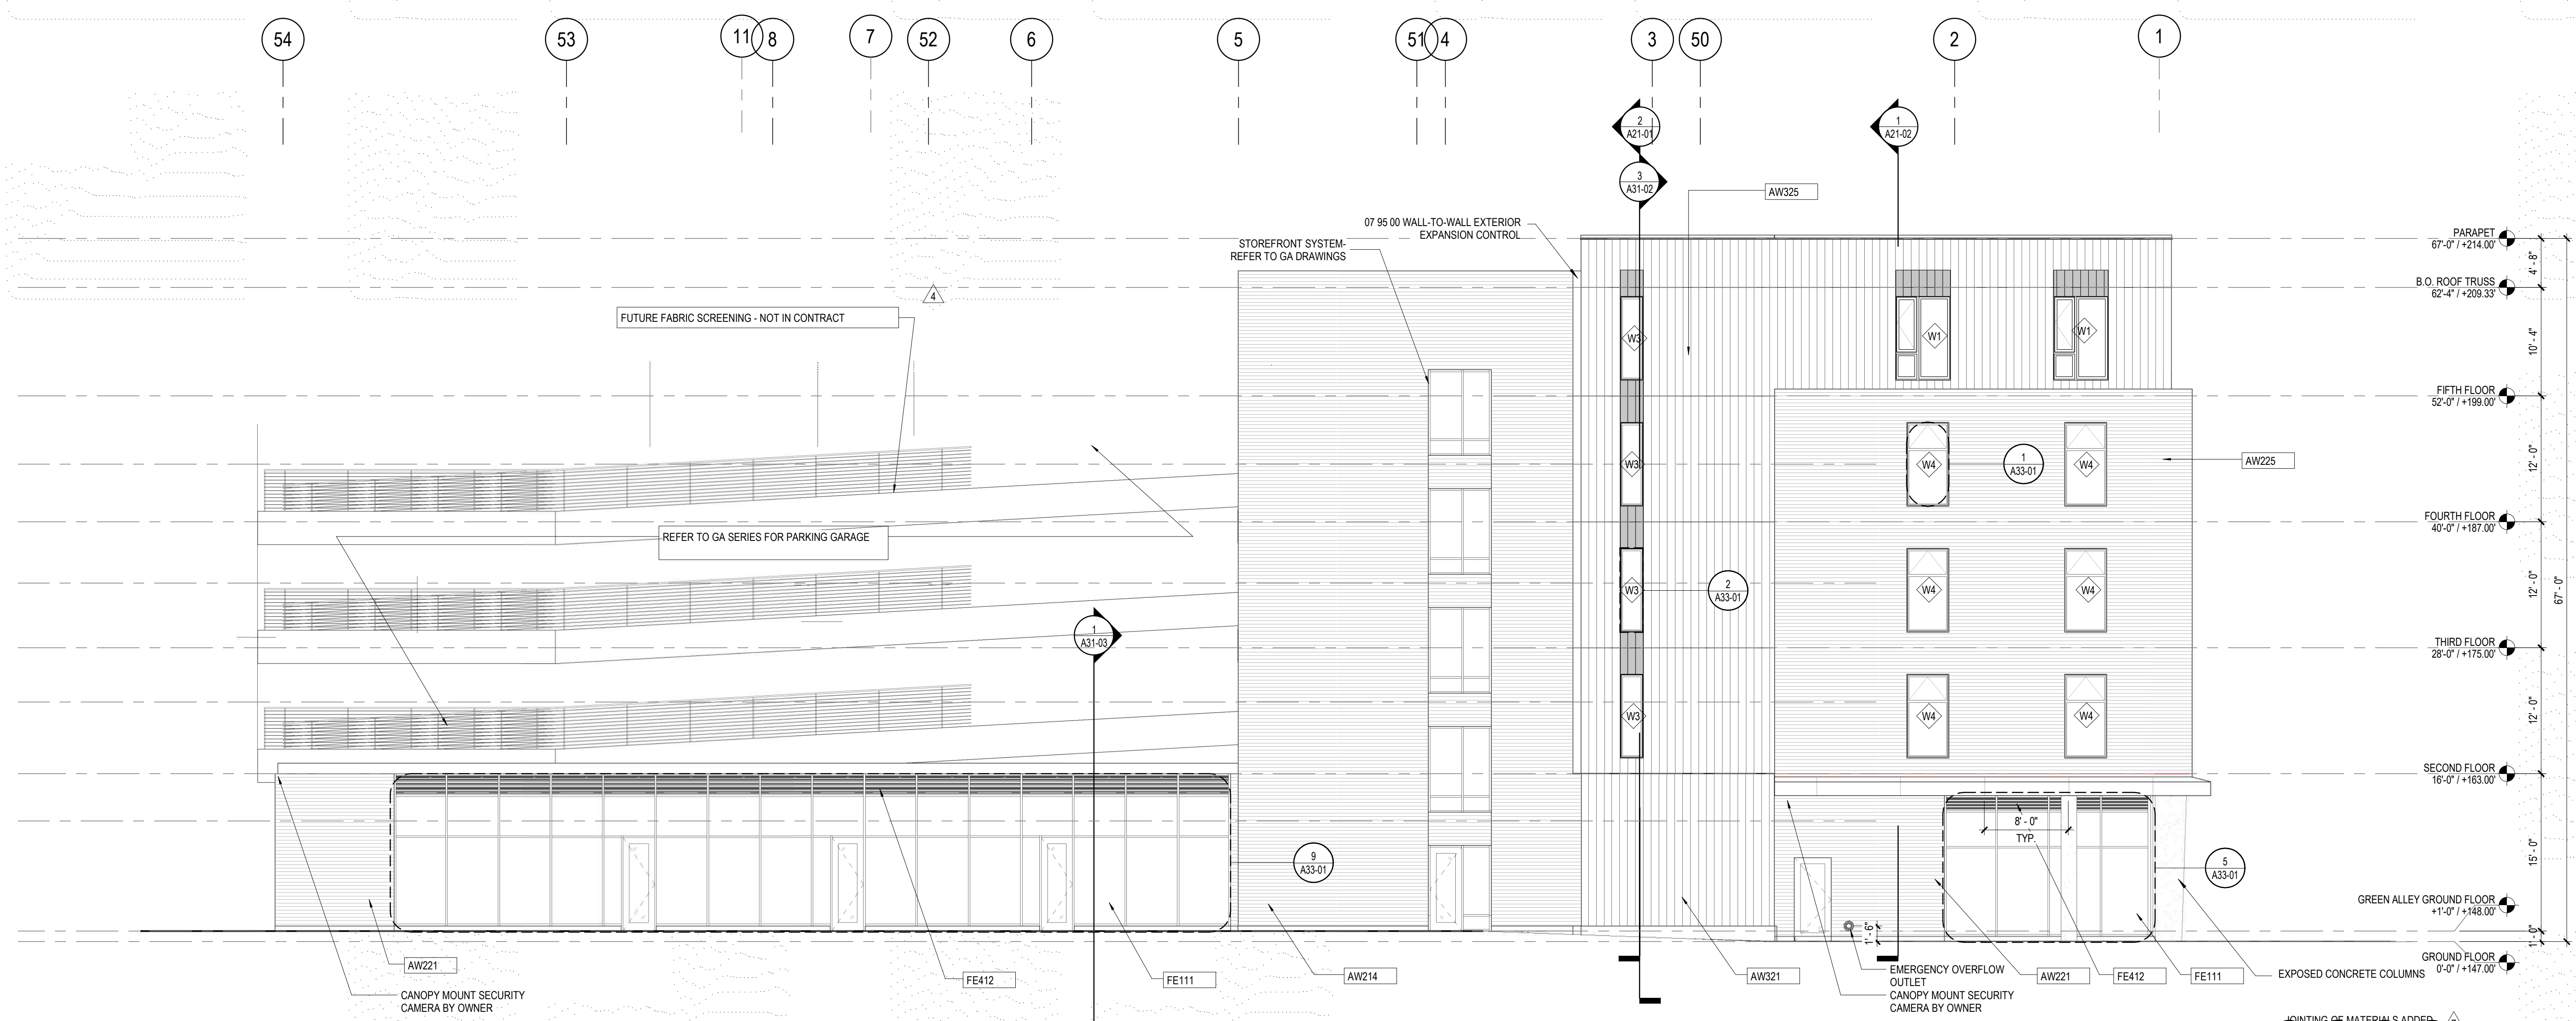 54
53
11
8
7
52
6
5
51
4
3
50
2
1
2
A21-01
1
A21-02
3
A31-02
AW325
07 95 00 WALL-TO-WALL EXTERIOR
EXPANSION CONTROL
STOREFRONT SYSTEM-
REFER TO GA DRAWINGS
PARAPET
67'-0" / +214.00'
4' - 8"
B.O. ROOF TRUSS
62'-4" / +209.33'
4
FUTURE FABRIC SCREENING - NOT IN CONTRACT
W3
W1
W1
10' - 4"
FIFTH FLOOR
52'-0" / +199.00'
W3
W4
1
A33-01
W4
AW225
12' - 0"
FOURTH FLOOR
40'-0" / +187.00'
REFER TO GA SERIES FOR PARKING GARAGE
W3
2
A33-01
W4
W4
12' - 0"
67' - 0"
1
A31-03
THIRD FLOOR
28'-0" / +175.00'
W3
W4
W4
12' - 0"
SECOND FLOOR
16'-0" / +163.00'
8' - 0"
TYP.
9
A33-01
5
A33-01
15' - 0"
GREEN ALLEY GROUND FLOOR
+1'-0" / +148.00'
1' - 6"
1' - 0"
GROUND FLOOR
0'-0" / +147.00'
AW221
FE412
FE111
AW214
AW321
EMERGENCY OVERFLOW
OUTLET
AW221
FE412
FE111
EXPOSED CONCRETE COLUMNS
CANOPY MOUNT SECURITY
CAMERA BY OWNER
CANOPY MOUNT SECURITY
CAMERA BY OWNER
JOINTING OF MATERIALS ADDED